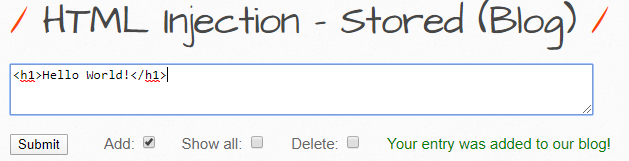 / HTML Injection - Stored (Blog) /
<h1>Hello World!</h1>
Submit Add: Show all: Delete: Your entry was added to our blog!